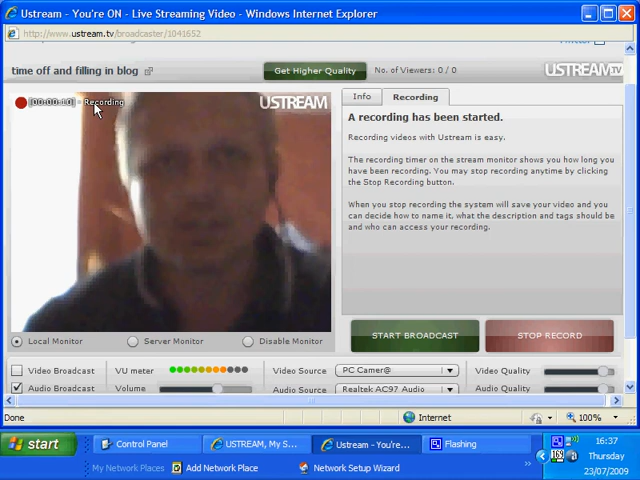 Ustream - You're ON - Live Streaming Video - Windows Internet Explorer
http://www.ustream.tv/broadcaster/1041652
time off and filling in blog
Get Higher Quality
No. of Viewers: 0 / 0
USTREAM.TV
[00:00:10] - Recording
USTREAM
Info
Recording
A recording has been started.
Recording videos with Ustream is easy.
The recording timer on the stream monitor shows you how long you
have been recording. You may stop recording anytime by clicking
the Stop Recording button.
When you stop recording the system will save your video and you
can decide how to name it, what the description and tags should be
and who can access your recording.
START BROADCAST
STOP RECORD
Local Monitor
Server Monitor
Disable Monitor
Video Broadcast
VU meter
Video Source
PC Camer@
Video Quality
Audio Broadcast
Volume
Audio Source
Realtek AC97 Audio
Audio Quality
Done
Internet
100%
start
Control Panel
USTREAM, My S...
Ustream - You're...
Flashing
16:37
Thursday
23/07/2009
My Network Places
Add Network Place
Network Setup Wizard